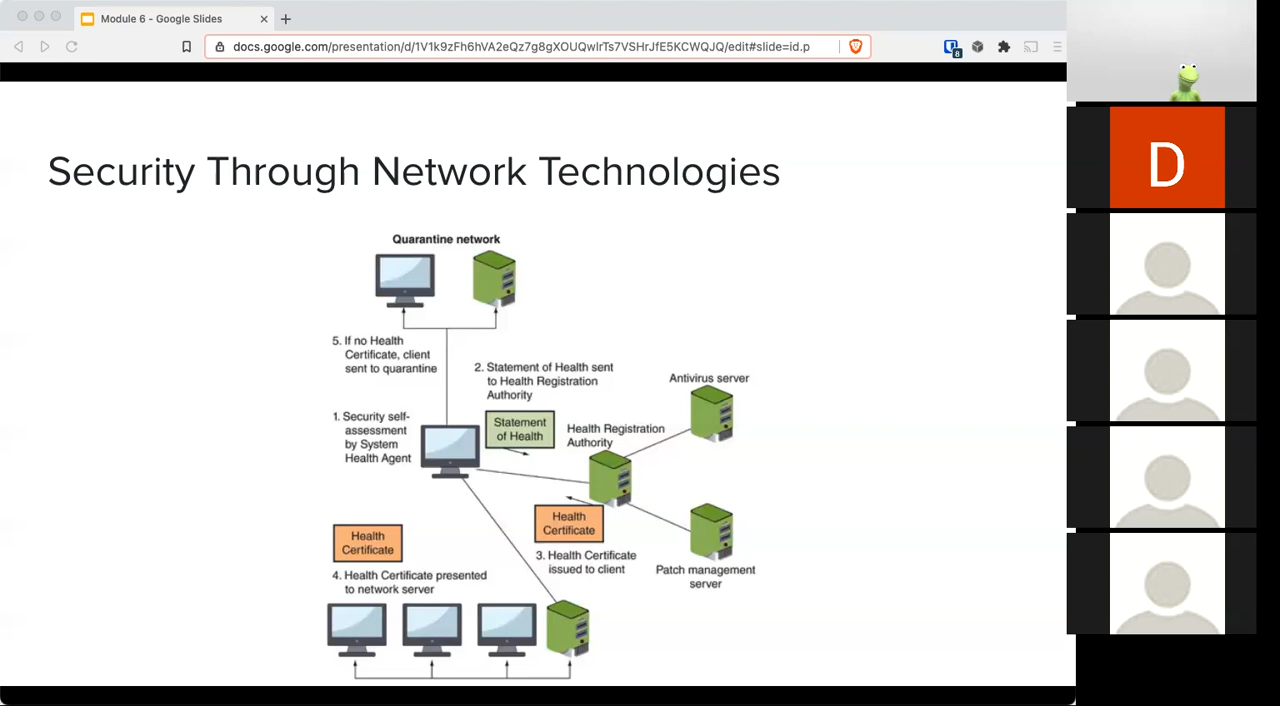 Module 6 - Google Slides
docs.google.com/presentation/d/1V1k9zFh6hVA2eQz7g8gXOUQwIrTs7VSHrJfE5KCWQJQ/edit#slide=id.p
8
D
Security Through Network Technologies
Quarantine network
5. If no Health
Certificate, client
sent to quarantine
2. Statement of Health sent
to Health Registration
Authority
Antivirus server
1. Security self-
assessment
by System
Health Agent
Statement
of Health
Health Registration
Authority
Health
Certificate
3. Health Certificate
issued to client
Patch management
server
Health
Certificate
4. Health Certificate presented
to network server